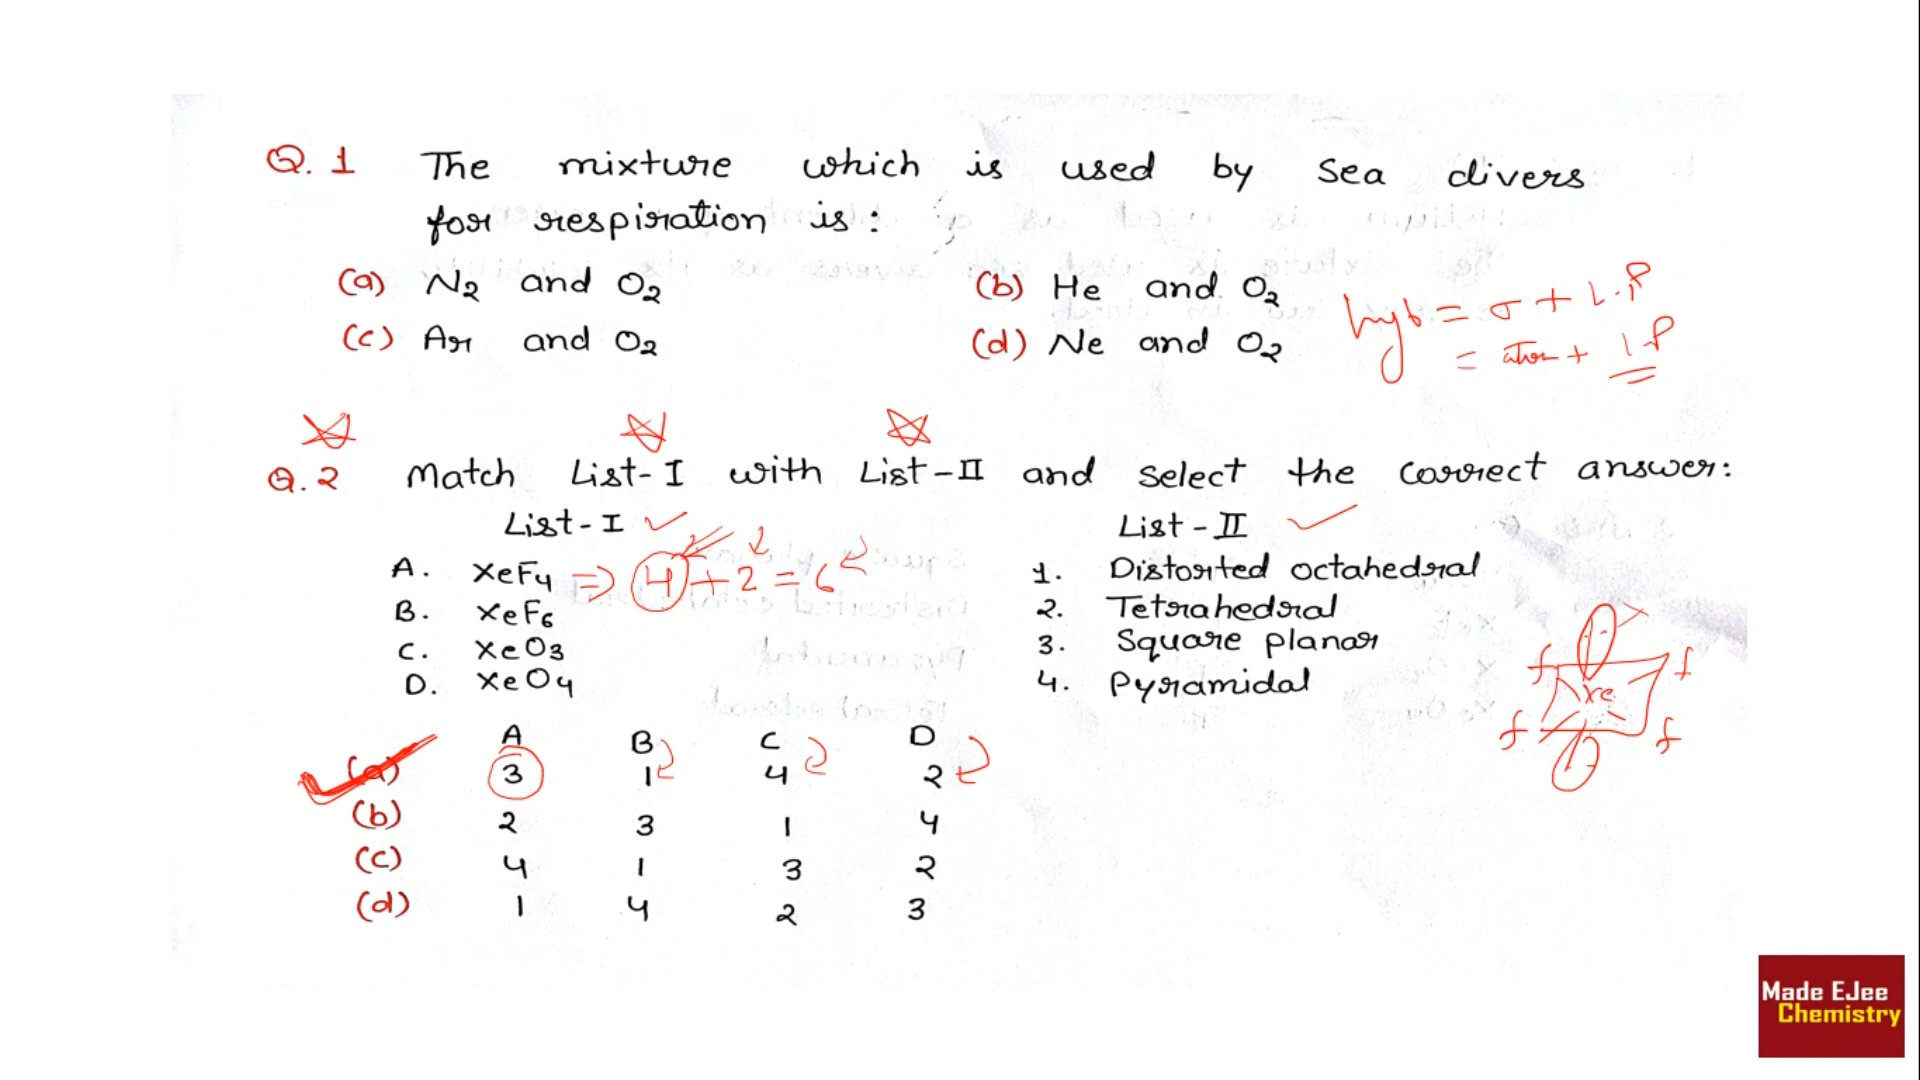 Q. 1 The mixture which is used by sea divers
for respiration is:
(a) N2 and O2 (b) He and O2
(c) Ar and O2 (d) Ne and O2
hyb = σ + L.P
= atom + L.P
Q. 2 Match List-I with List-II and select the correct answer:
List-I List-II
A. XeF4 ⇒ 4 + 2 = 6 1. Distorted octahedral
B. XeF6 2. Tetrahedral
C. XeO3 3. Square planar
D. XeO4 4. Pyramidal
f f
Xe
f f
A B C D
(a) 3 1 4 2
(b) 2 3 1 4
(c) 4 1 3 2
(d) 1 4 2 3
Made EJee
Chemistry